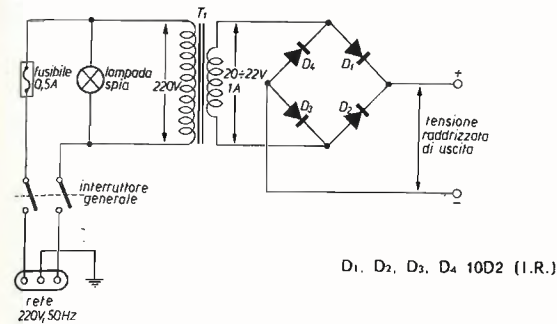 T1
fusibile
0,5A
lampada
spia
220V
20÷22V
1A
D4
D1
D3
D2
+
tensione
raddrizzata
di uscita
−
interruttore
generale
rete
220V, 50Hz
D1, D2, D3, D4 10D2 (I.R.)